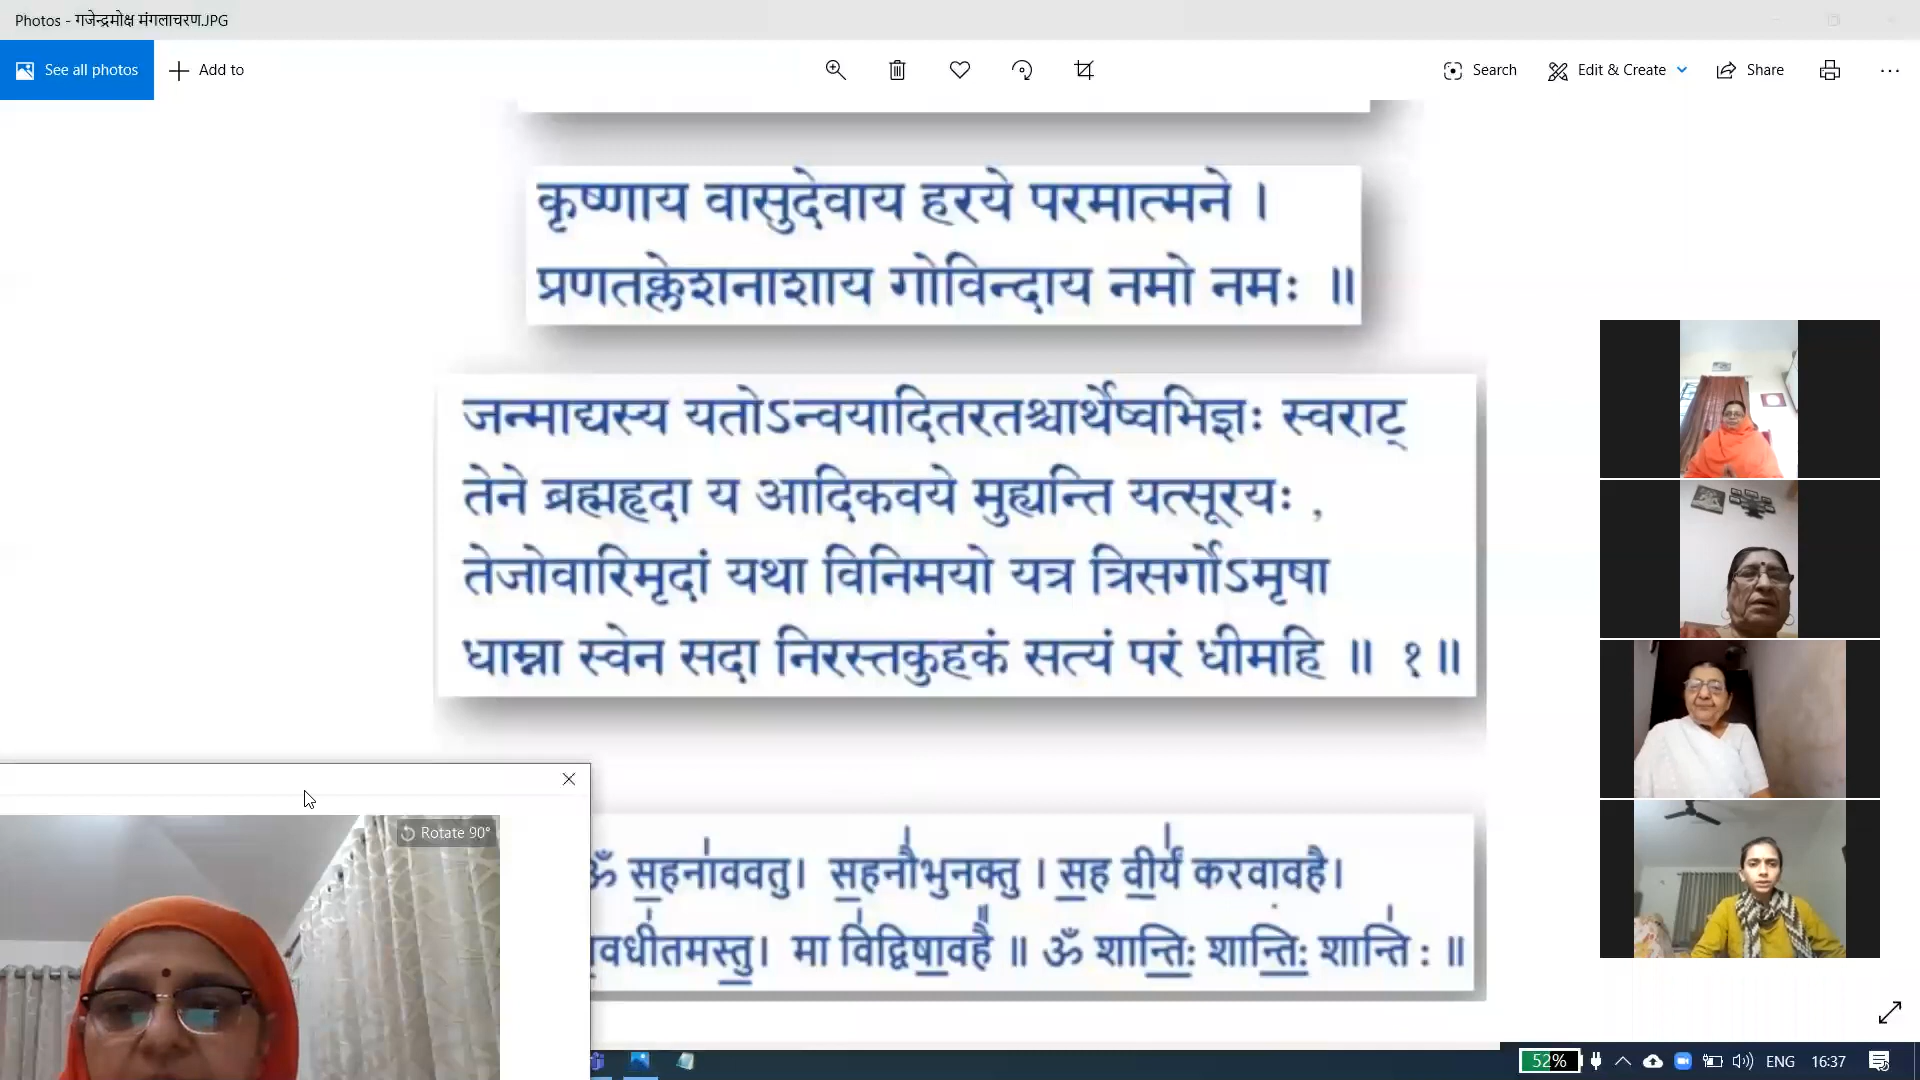 Photos - गजेन्द्रमोक्ष मंगलाचरण.JPG
See all photos
Add to
Search
Edit & Create
Share
कृष्णाय वासुदेवाय हरये परमात्मने ।
प्रणतक्लेशनाशाय गोविन्दाय नमो नमः ॥
जन्माद्यस्य यतोऽन्वयादितरतश्चार्थेष्वभिज्ञः स्वराट्
तेने ब्रह्महृदा य आदिकवये मुह्यन्ति यत्सूरयः ,
तेजोवारिमृदां यथा विनिमयो यत्र त्रिसर्गोऽमृषा
धाम्ना स्वेन सदा निरस्तकुहकं सत्यं परं धीमहि ॥ १॥
Rotate 90°
ॐ स॒हना॑ववतु। स॒हनौ॑भुनक्तु । स॒ह वी॒र्यं॑ करवावहै।
वधी॑तमस्तु॒। मा वि॑द्विषा॒वहै᳚ ॥ ॐ शान्तिः॒ शान्तिः॒ शान्ति॑ : ॥
52%
ENG
16:37